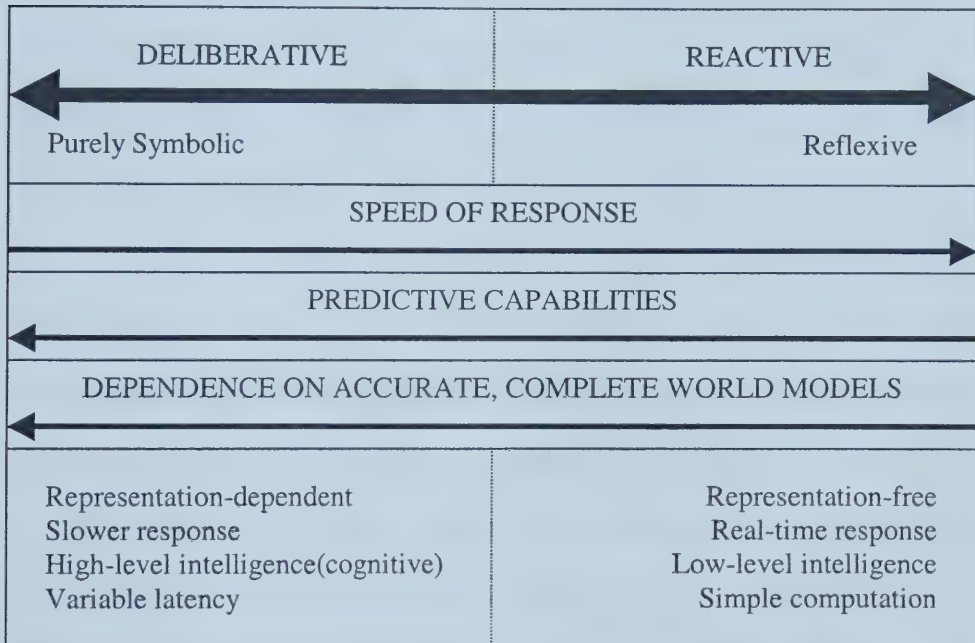 DELIBERATIVE
REACTIVE
Purely Symbolic
Reflexive
SPEED OF RESPONSE
PREDICTIVE CAPABILITIES
DEPENDENCE ON ACCURATE, COMPLETE WORLD MODELS
Representation-dependent
Slower response
High-level intelligence(cognitive)
Variable latency
Representation-free
Real-time response
Low-level intelligence
Simple computation